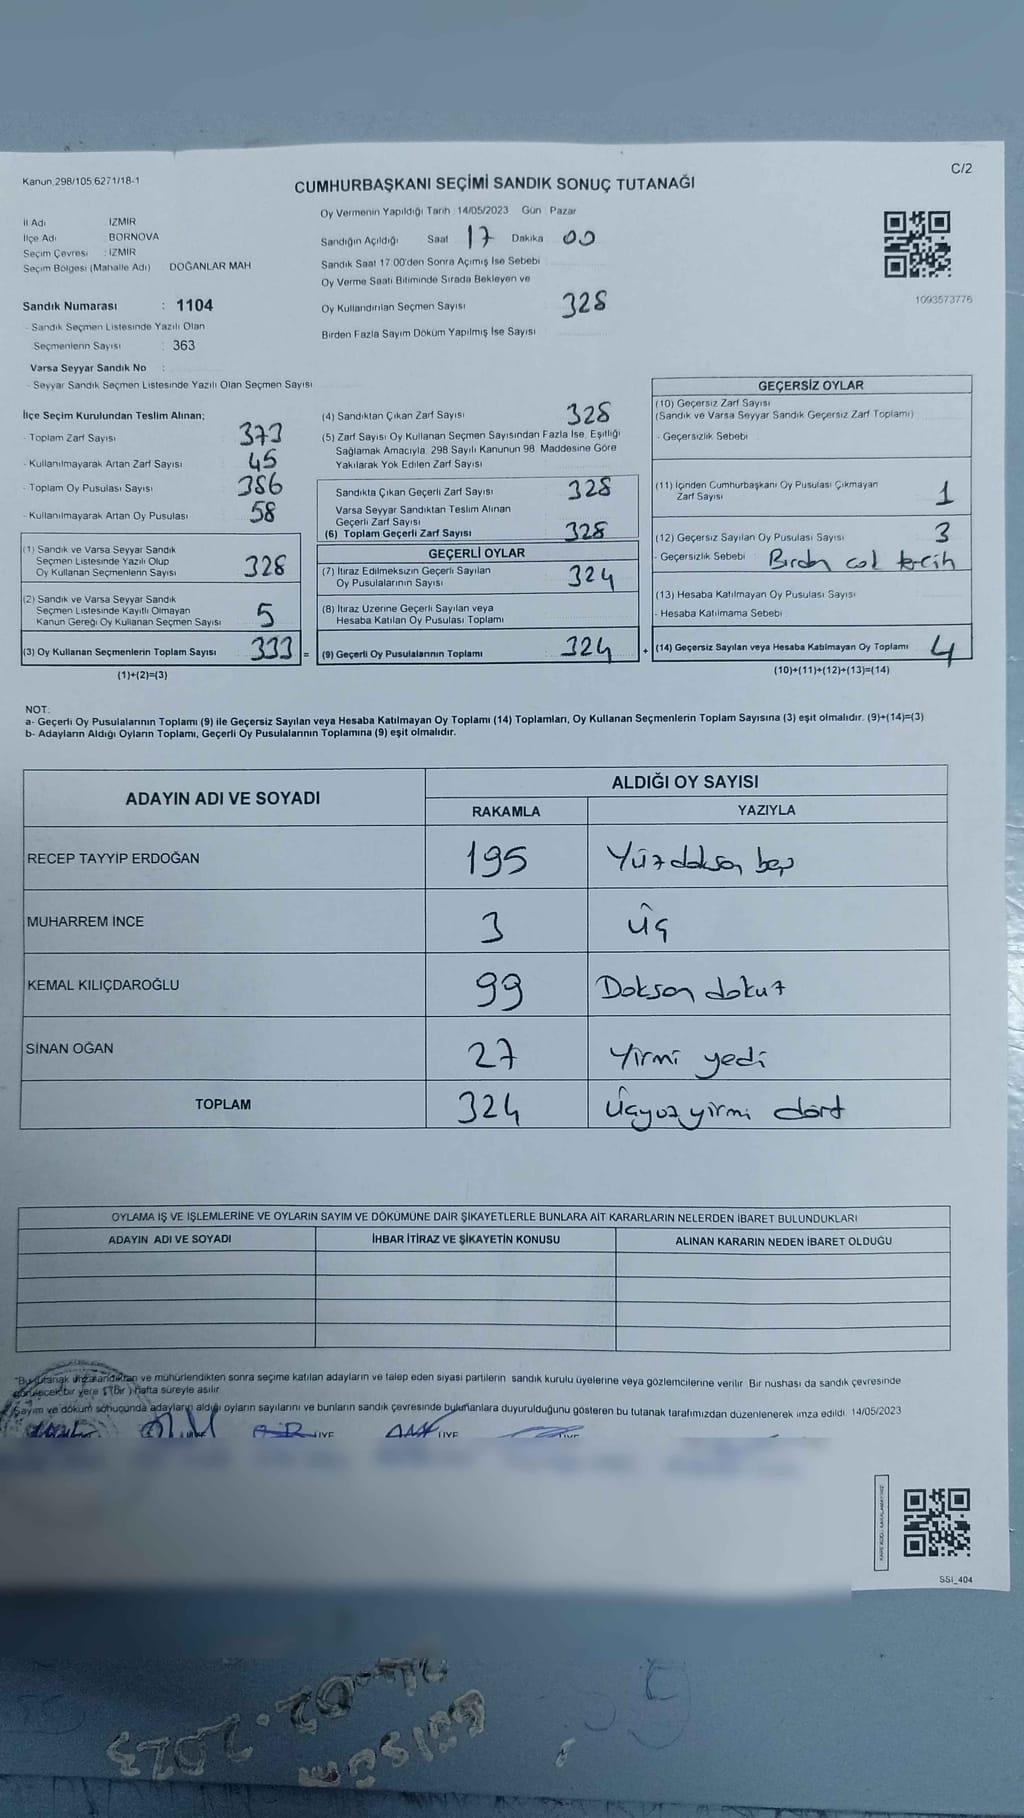 Kanun 298/105 6271/18-1
C/2
CUMHURBAŞKANI SEÇİMİ SANDIK SONUÇ TUTANAĞI
İl Adı : İZMİR
İlçe Adı : BORNOVA
Seçim Çevresi : İZMİR
Seçim Bölgesi (Mahalle Adı) DOĞANLAR MAH
Sandık Numarası : 1104
- Sandık Seçmen Listesinde Yazılı Olan
Seçmenlerin Sayısı : 363
Varsa Seyyar Sandık No :
- Seyyar Sandık Seçmen Listesinde Yazılı Olan Seçmen Sayısı
Oy Vermenin Yapıldığı Tarih 14/05/2023 Gün Pazar
Sandığın Açıldığı Saat 17 Dakika 00
Sandık Saat 17 00'den Sonra Açımış İse Sebebi
Oy Verme Saati Bitiminde Sırada Bekleyen ve
Oy Kullandırılan Seçmen Sayısı 328
Birden Fazla Sayım Döküm Yapılmış İse Sayısı
1093573776
İlçe Seçim Kurulundan Teslim Alınan;
- Toplam Zarf Sayısı 373
- Kullanılmayarak Artan Zarf Sayısı 45
- Toplam Oy Pusulası Sayısı 386
- Kullanılmayarak Artan Oy Pusulası 58
(1) Sandık ve Varsa Seyyar Sandık
Seçmen Listesinde Yazılı Olup
Oy Kullanan Seçmenlerin Sayısı 328
(2) Sandık ve Varsa Seyyar Sandık
Seçmen Listesinde Kayıtlı Olmayan
Kanun Gereği Oy Kullanan Seçmen Sayısı 5
(3) Oy Kullanan Seçmenlerin Toplam Sayısı 333 =
(1)+(2)=(3)
(4) Sandıktan Çıkan Zarf Sayısı 328
(5) Zarf Sayısı Oy Kullanan Seçmen Sayısından Fazla İse, Eşitliği
Sağlamak Amacıyla, 298 Sayılı Kanunun 98. Maddesine Göre
Yakılarak Yok Edilen Zarf Sayısı
Sandıkta Çıkan Geçerli Zarf Sayısı 328
Varsa Seyyar Sandıktan Teslim Alınan
Geçerli Zarf Sayısı
(6) Toplam Geçerli Zarf Sayısı 328
GEÇERLİ OYLAR
(7) İtiraz Edilmeksizin Geçerli Sayılan
Oy Pusulalarının Sayısı 324
(8) İtiraz Üzerine Geçerli Sayılan veya
Hesaba Katılan Oy Pusulası Toplamı
(9) Geçerli Oy Pusulalarının Toplamı 324 +
GEÇERSİZ OYLAR
(10) Geçersiz Zarf Sayısı
(Sandık ve Varsa Seyyar Sandık Geçersiz Zarf Toplamı)
- Geçersizlik Sebebi
(11) İçinden Cumhurbaşkanı Oy Pusulası Çıkmayan
Zarf Sayısı 1
(12) Geçersiz Sayılan Oy Pusulası Sayısı 3
- Geçersizlik Sebebi Birden çok tercih
(13) Hesaba Katılmayan Oy Pusulası Sayısı
- Hesaba Katılmama Sebebi
(14) Geçersiz Sayılan veya Hesaba Katılmayan Oy Toplamı 4
(10)+(11)+(12)+(13)=(14)
NOT:
a- Geçerli Oy Pusulalarının Toplamı (9) ile Geçersiz Sayılan veya Hesaba Katılmayan Oy Toplamı (14) Toplamları, Oy Kullanan Seçmenlerin Toplam Sayısına (3) eşit olmalıdır. (9)+(14)=(3)
b- Adayların Aldığı Oyların Toplamı, Geçerli Oy Pusulalarının Toplamına (9) eşit olmalıdır.
ADAYIN ADI VE SOYADI
ALDIĞI OY SAYISI
RAKAMLA YAZIYLA
RECEP TAYYİP ERDOĞAN 195 Yüzdoksan beş
MUHARREM İNCE 3 üç
KEMAL KILIÇDAROĞLU 99 Doksan dokuz
SİNAN OĞAN 27 Yirmi yedi
TOPLAM 324 Üçyüz yirmi dört
OYLAMA İŞ VE İŞLEMLERİNE VE OYLARIN SAYIM VE DÖKÜMÜNE DAİR ŞİKAYETLERLE BUNLARA AİT KARARLARIN NELERDEN İBARET BULUNDUKLARI
ADAYIN ADI VE SOYADI İHBAR İTİRAZ VE ŞİKAYETİN KONUSU ALINAN KARARIN NEDEN İBARET OLDUĞU
"Bu tutanak imzalandıktan ve mühürlendikten sonra seçime katılan adayların ve talep eden siyasi partilerin sandık kurulu üyelerine veya gözlemcilerine verilir. Bir nüshası da sandık çevresinde
görülecek bir yere 1 (bir) hafta süreyle asılır
Sayım ve döküm sonucunda adayların aldığı oyların sayılarını ve bunların sandık çevresinde bulunanlara duyurulduğunu gösteren bu tutanak tarafımızdan düzenlenerek imza edildi. 14/05/2023
SSI_404
Gülsüm
2023